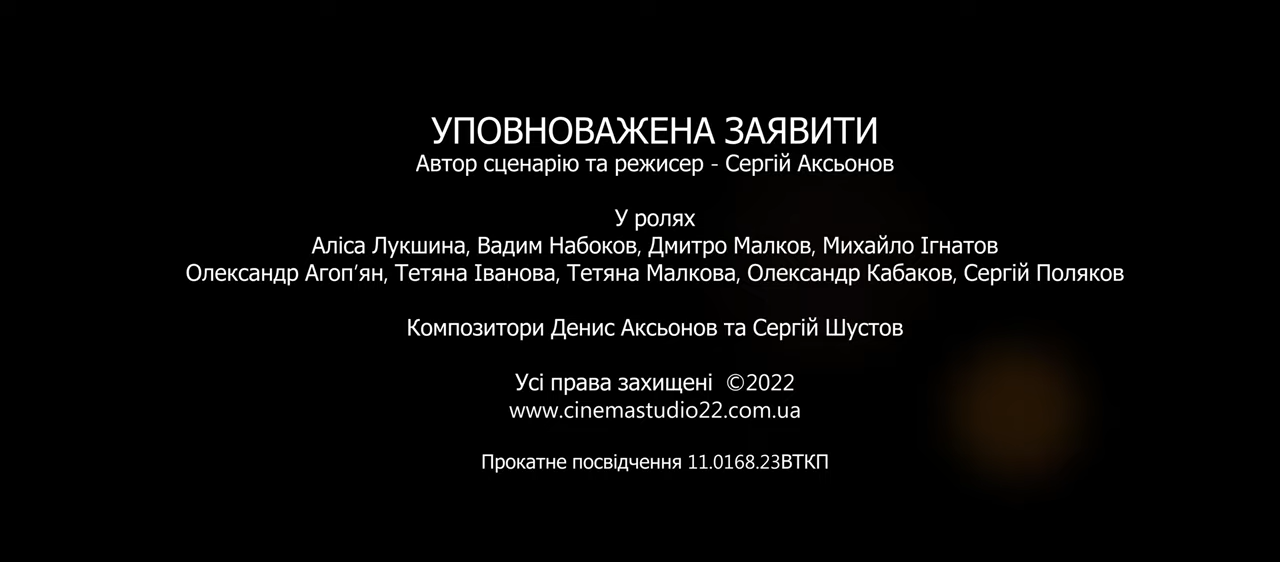 УПОВНОВАЖЕНА ЗАЯВИТИ
Автор сценарію та режисер - Сергій Аксьонов
У ролях
Аліса Лукшина, Вадим Набоков, Дмитро Малков, Михайло Ігнатов
Олександр Агоп’ян, Тетяна Іванова, Тетяна Малкова, Олександр Кабаков, Сергій Поляков
Композитори Денис Аксьонов та Сергій Шустов
Усі права захищені ©2022
www.cinemastudio22.com.ua
Прокатне посвідчення 11.0168.23ВТКП